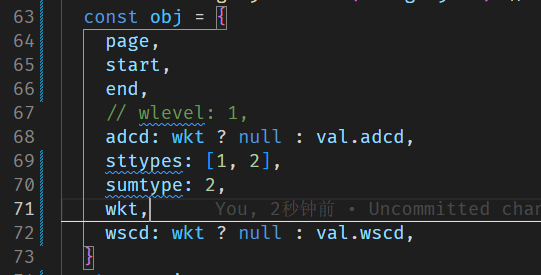 63 const obj = {
64 page,
65 start,
66 end,
67 // wlevel: 1,
68 adcd: wkt ? null : val.adcd,
69 sttypes: [1, 2],
70 sumtype: 2,
71 wkt, You, 2秒钟前 • Uncommitted chan
72 wscd: wkt ? null : val.wscd,
73 }